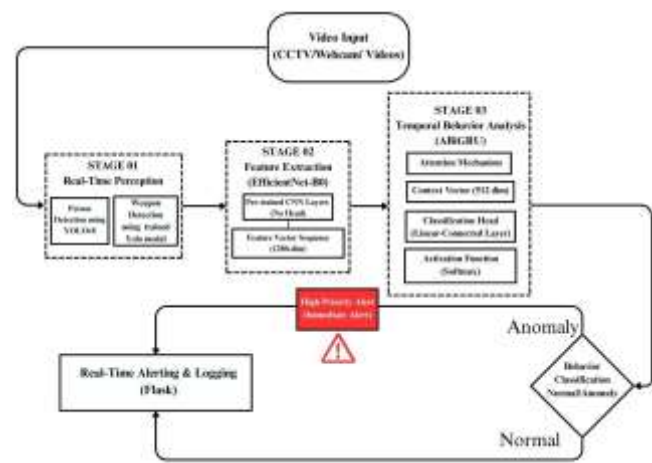 Video Input
(CCTV/Webcam/ Videos)
STAGE 01
Real-Time Perception
Person
Detection using
YOLOv8
Weapon
Detection
using trained
Yolo model
STAGE 02
Feature Extraction
(EfficientNet-B0)
Pre-trained CNN Layers
(No Head)
Feature Vector Sequence
(1280-dim)
STAGE 03
Temporal Behavior Analysis
(ABiGRU)
Attention Mechanism
Context Vector (512 dim)
Classification Head
(Linear-Connected Layer)
Activation Function
(Softmax)
High Priority Alert
(Immediate Alert)
Anomaly
Behavior
Classification
Normal/Anomaly
Normal
Real-Time Alerting & Logging
(Flask)